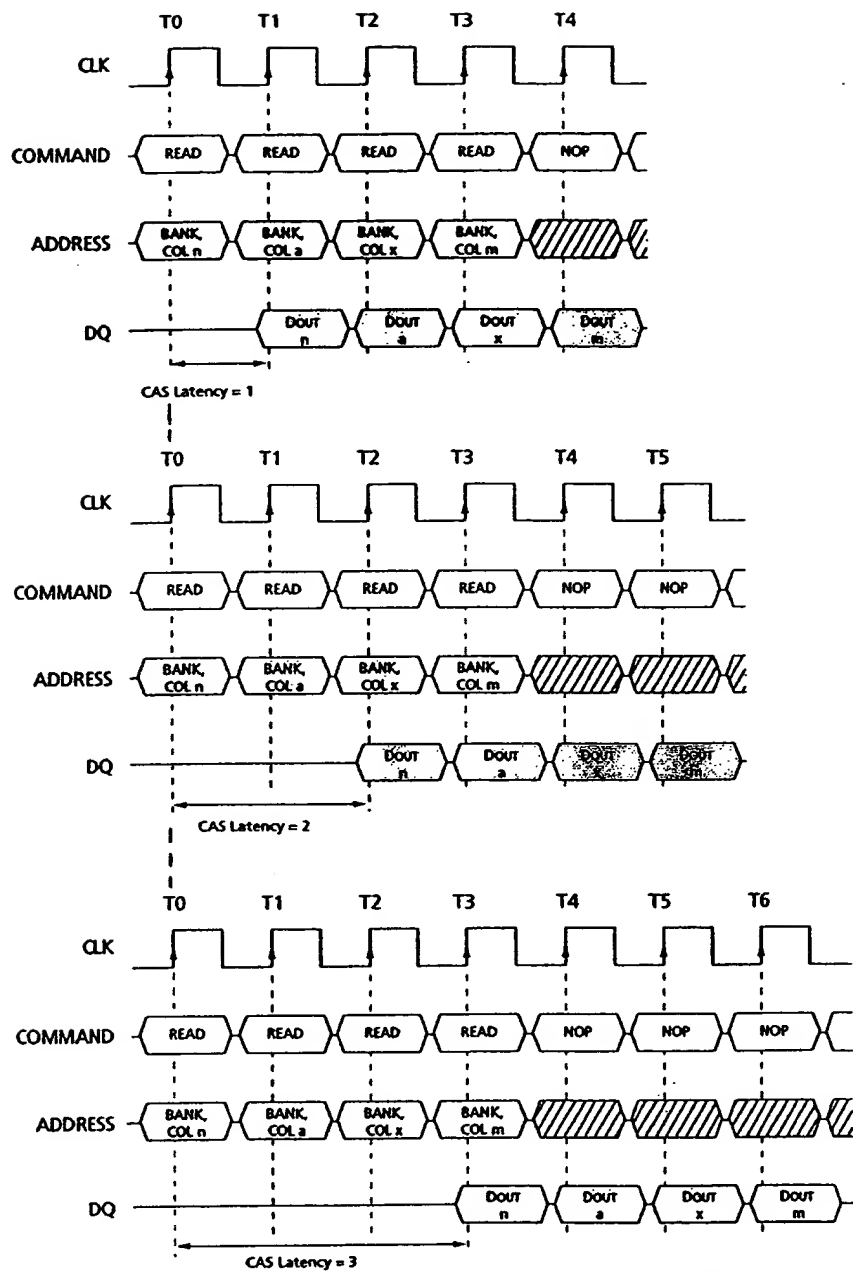 T0 T1 T2 T3 T4
CLK
COMMAND READ READ READ READ NOP
ADDRESS BANK, COL n BANK, COL a BANK, COL x BANK, COL m
DQ DOUT n DOUT a DOUT x DOUT m
CAS Latency = 1
T0 T1 T2 T3 T4 T5
CLK
COMMAND READ READ READ READ NOP NOP
ADDRESS BANK, COL n BANK, COL a BANK, COL x BANK, COL m
DQ DOUT n DOUT a DOUT DOUT m
CAS Latency = 2
T0 T1 T2 T3 T4 T5 T6
CLK
COMMAND READ READ READ READ NOP NOP NOP
ADDRESS BANK, COL n BANK, COL a BANK, COL x BANK, COL m
DQ DOUT n DOUT a DOUT x DOUT m
CAS Latency = 3